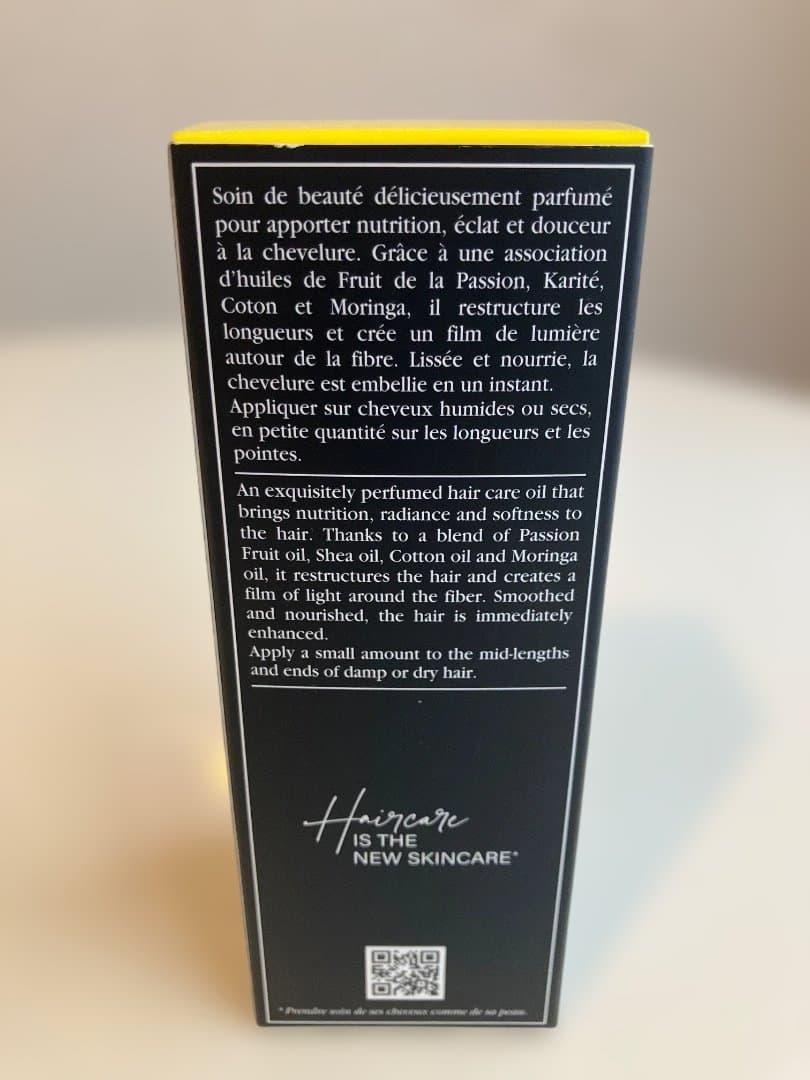 Soin de beauté délicieusement parfumé
pour apporter nutrition, éclat et douceur
à la chevelure. Grâce à une association
d'huiles de Fruit de la Passion, Karité,
Coton et Moringa, il restructure les
longueurs et crée un film de lumière
autour de la fibre. Lissée et nourrie, la
chevelure est embellie en un instant.
Appliquer sur cheveux humides ou secs,
en petite quantité sur les longueurs et les
pointes.
An exquisitely perfumed hair care oil that
brings nutrition, radiance and softness to
the hair. Thanks to a blend of Passion
Fruit oil, Shea oil, Cotton oil and Moringa
oil, it restructures the hair and creates a
film of light around the fiber. Smoothed
and nourished, the hair is immediately
enhanced.
Apply a small amount to the mid-lengths
and ends of damp or dry hair.
Haircare
IS THE
NEW SKINCARE*
* Prendre soin de ses cheveux comme de sa peau.